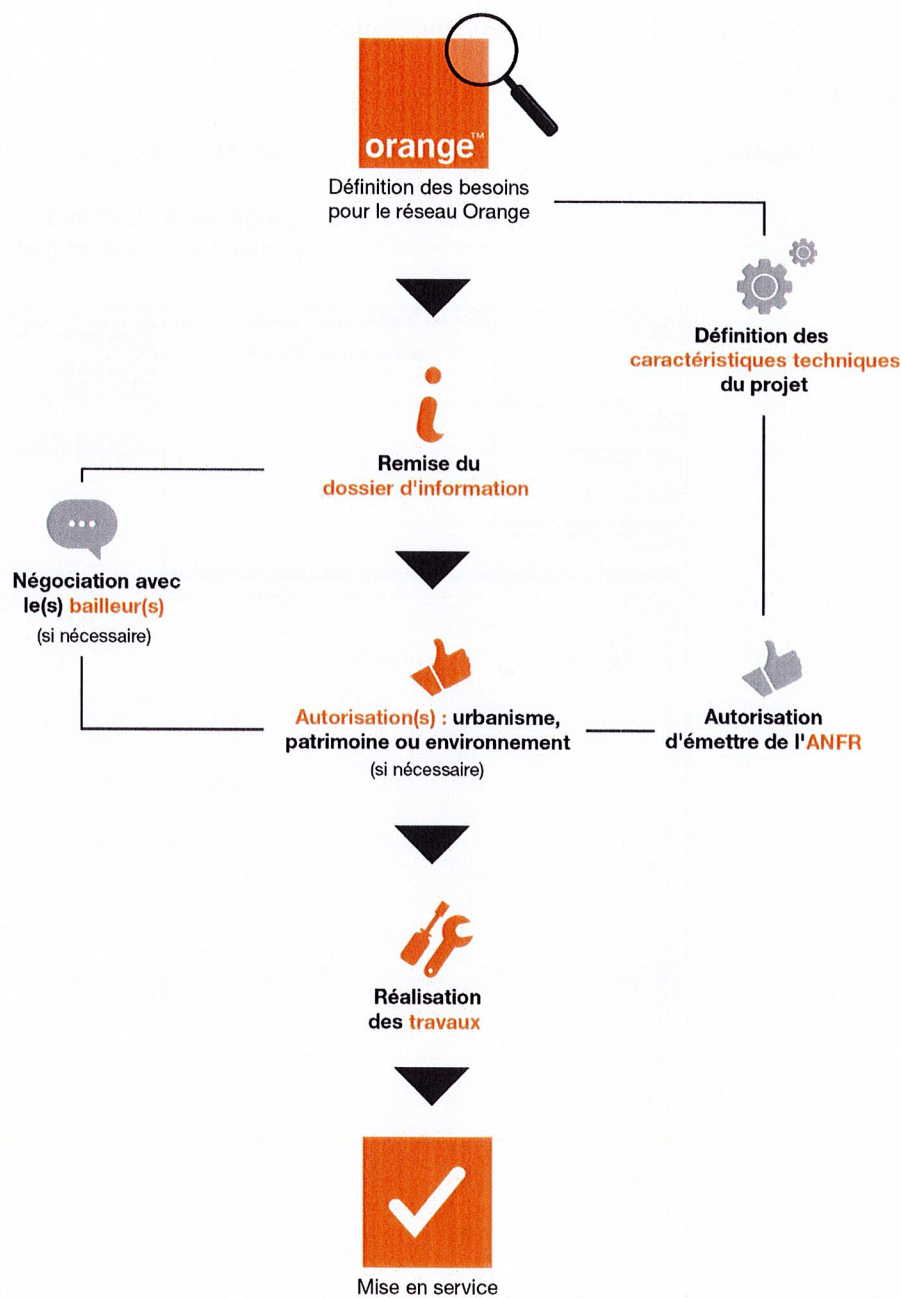 orange™
Définition des besoins
pour le réseau Orange
Définition des
caractéristiques techniques
du projet
Remise du
dossier d'information
Négociation avec
le(s) bailleur(s)
(si nécessaire)
Autorisation(s) : urbanisme,
patrimoine ou environnement
(si nécessaire)
Autorisation
d'émettre de l'ANFR
Réalisation
des travaux
Mise en service